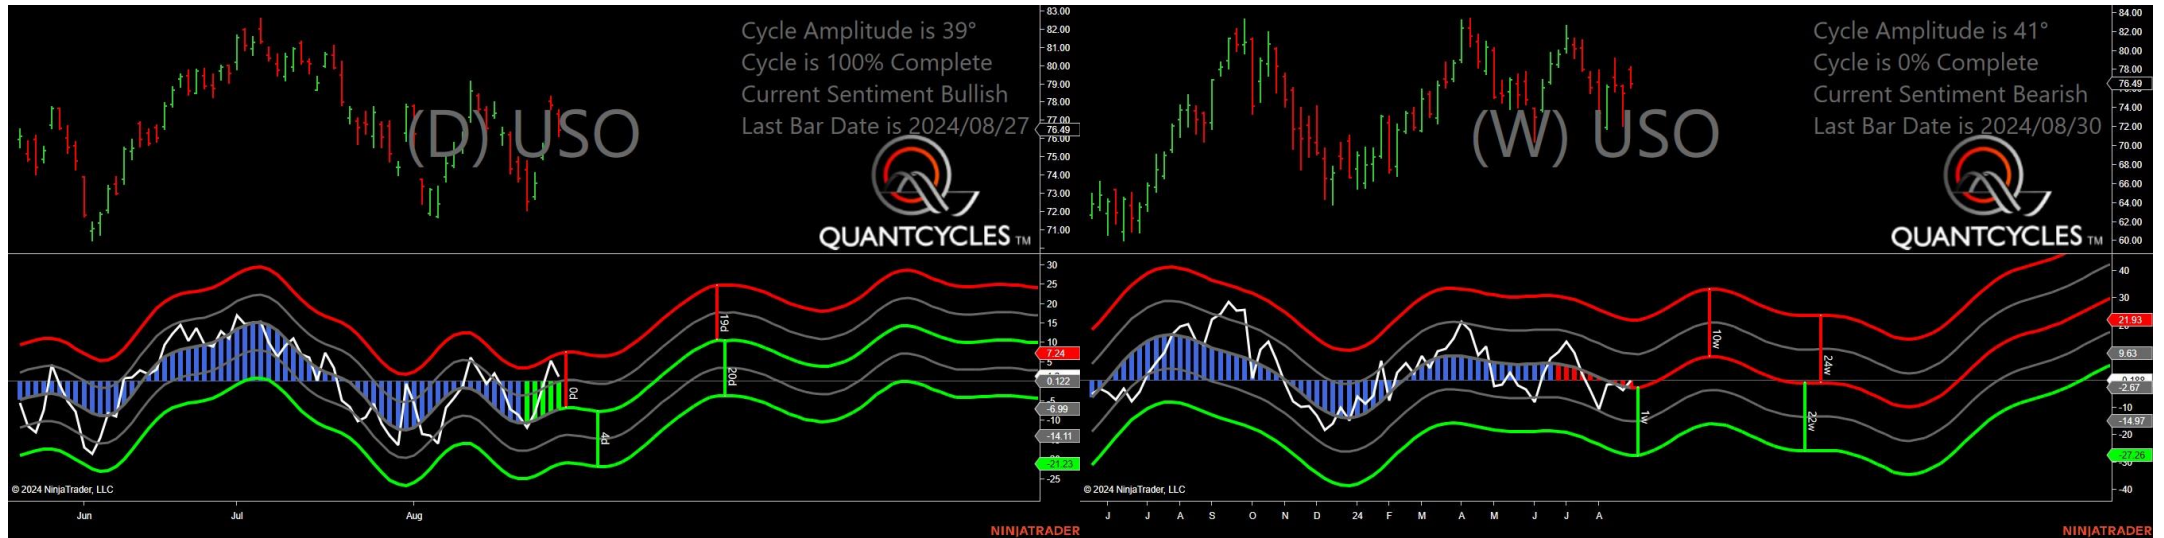 Cycle Amplitude is 39°
Cycle is 100% Complete
Current Sentiment Bullish
Last Bar Date is 2024/08/27
(D) USO
QUANTCYCLES TM
83.00
82.00
81.00
80.00
79.00
78.00
77.00
76.49
76.00
75.00
74.00
73.00
72.00
71.00
30
25
20
15
10
7.24
5
0.122
-5
-6.99
-10
-14.11
-21.23
-25
0d
4d
19d
20d
© 2024 NinjaTrader, LLC
Jun
Jul
Aug
NINJATRADER
Cycle Amplitude is 41°
Cycle is 0% Complete
Current Sentiment Bearish
Last Bar Date is 2024/08/30
(W) USO
QUANTCYCLES TM
84.00
82.00
80.00
78.00
76.49
74.00
72.00
70.00
68.00
66.00
64.00
62.00
60.00
40
30
21.93
9.63
-2.67
-10
-14.97
-20
-27.26
-30
-40
1w
10w
22w
24w
© 2024 NinjaTrader, LLC
J
J
A
S
O
N
D
24
F
M
A
M
J
J
A
NINJATRADER